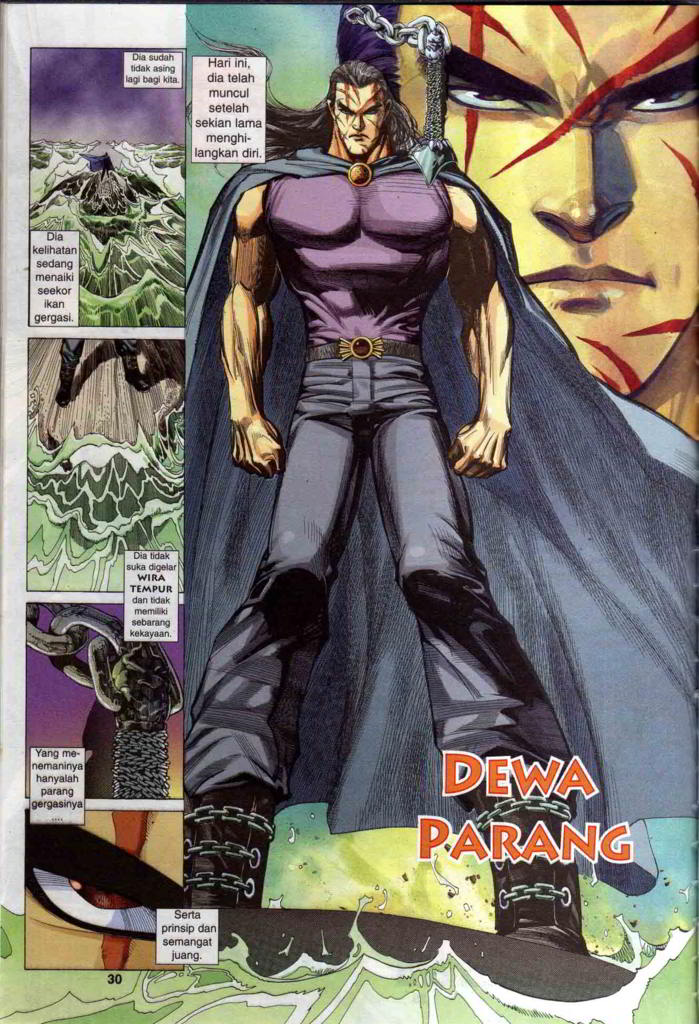 Dia sudah
tidak asing
lagi bagi kita.
Hari ini,
dia telah
muncul
setelah
sekian lama
menghi-
langkan diri.
Dia
kelihatan
sedang
menaiki
seekor
ikan
gergasi.
Dia tidak
suka digelar
WIRA
TEMPUR
dan tidak
memiliki
sebarang
kekayaan.
Yang me-
nemaninya
hanyalah
parang
gergasinya
....
DEWA
PARANG
Serta
prinsip dan
semangat
juang.
30